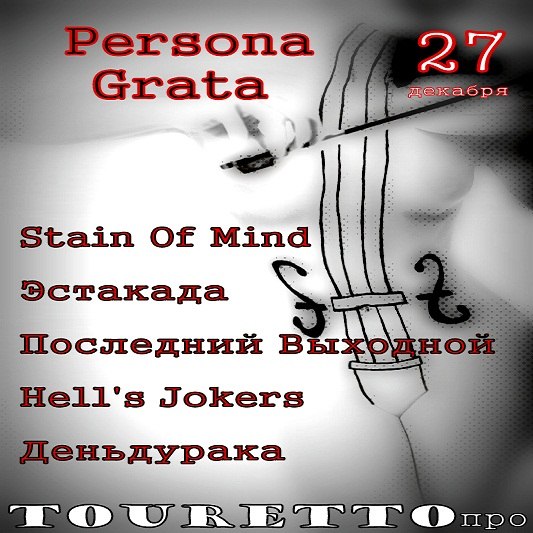 Persona
Grata
27
декабря
Stain Of Mind
Эстакада
Последний Выходной
Hell's Jokers
Деньдурака
TOURETTOпро